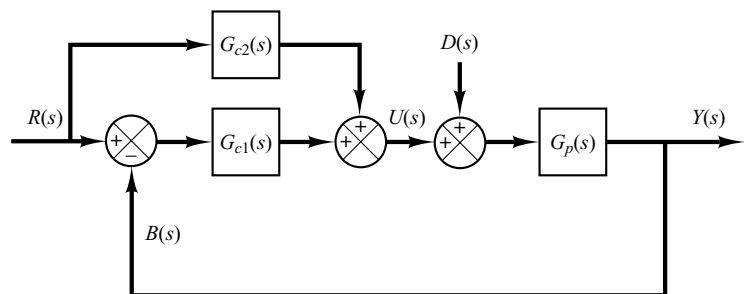 G_{c2}(s)
D(s)
R(s)
+
−
G_{c1}(s)
+
+
U(s)
+
+
G_p(s)
Y(s)
B(s)